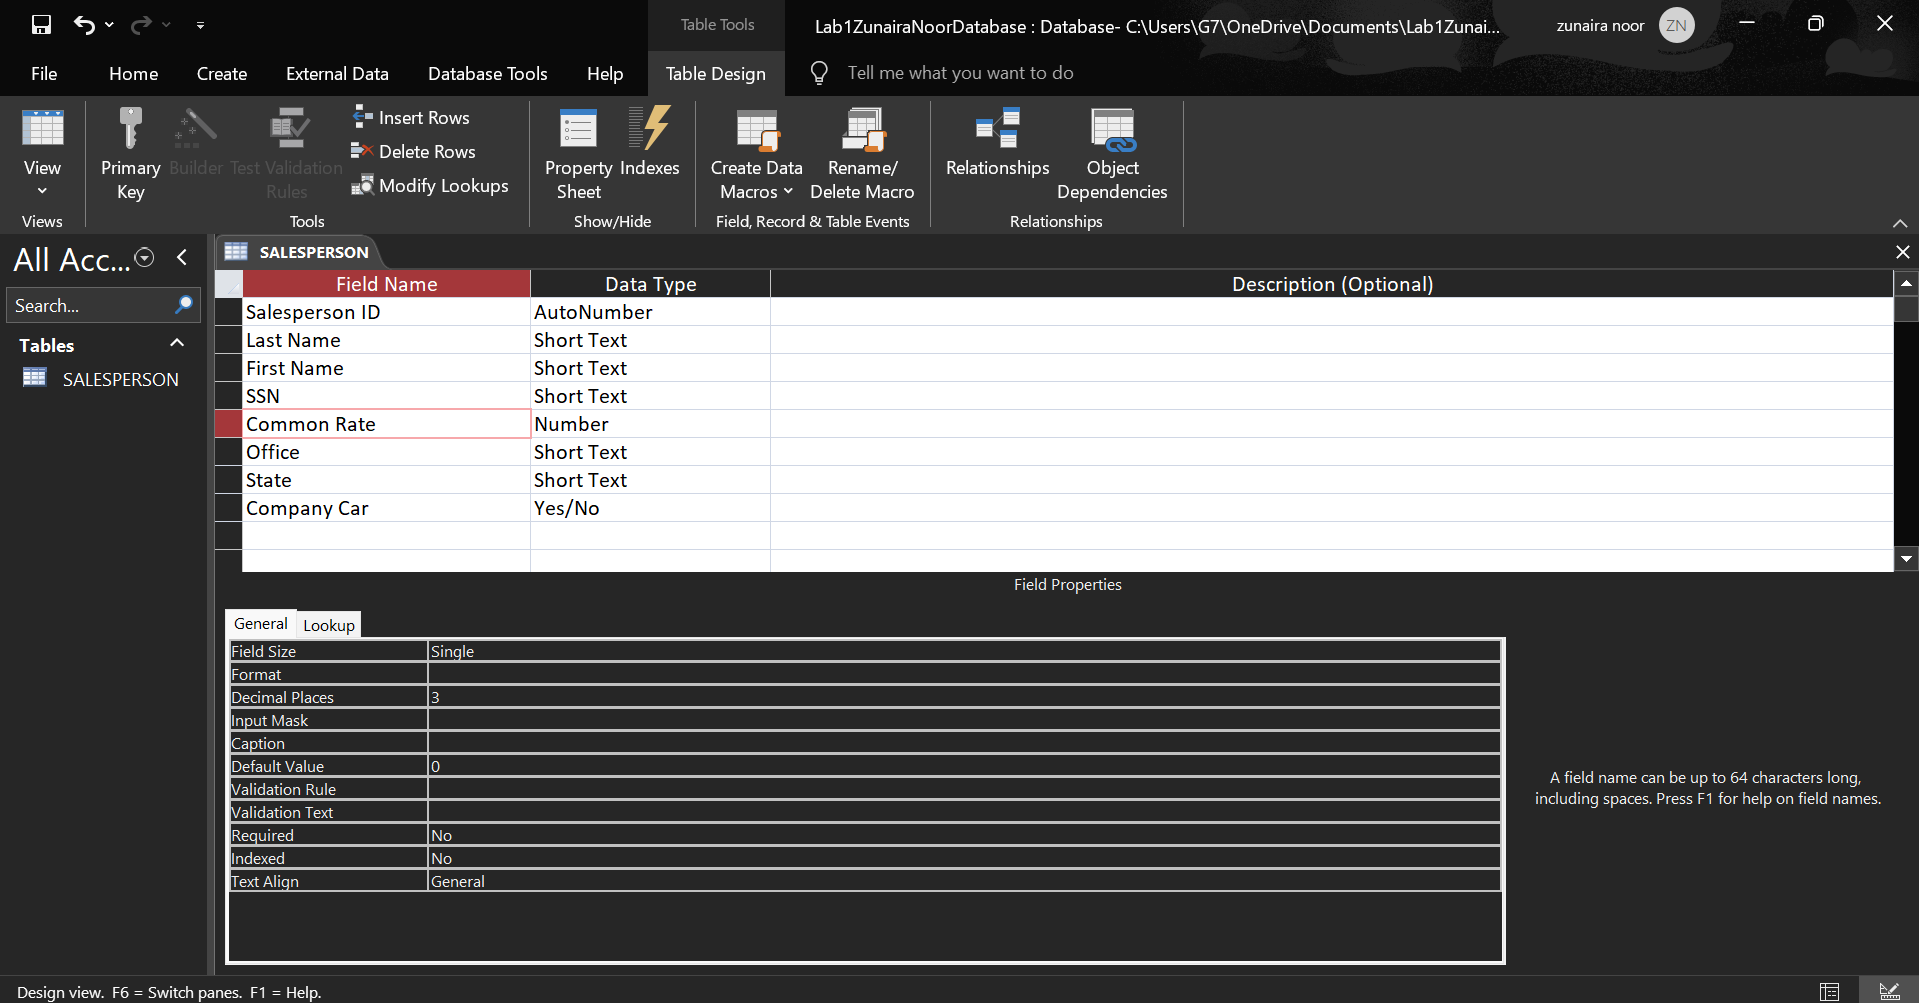 Table Tools
Lab1ZunairaNoorDatabase : Database- C:\Users\G7\OneDrive\Documents\Lab1Zunai...
zunaira noor
ZN
File Home Create External Data Database Tools Help Table Design Tell me what you want to do
View
Views
Primary Key
Builder
Test Validation Rules
Insert Rows
Delete Rows
Modify Lookups
Tools
Property Sheet
Indexes
Show/Hide
Create Data Macros
Rename/ Delete Macro
Field, Record & Table Events
Relationships
Object Dependencies
Relationships
All Acc...
Search...
Tables
SALESPERSON
SALESPERSON
Field Name Data Type Description (Optional)
Salesperson ID AutoNumber
Last Name Short Text
First Name Short Text
SSN Short Text
Common Rate Number
Office Short Text
State Short Text
Company Car Yes/No
Field Properties
General Lookup
Field Size Single
Format
Decimal Places 3
Input Mask
Caption
Default Value 0
Validation Rule
Validation Text
Required No
Indexed No
Text Align General
A field name can be up to 64 characters long,
including spaces. Press F1 for help on field names.
Design view. F6 = Switch panes. F1 = Help.